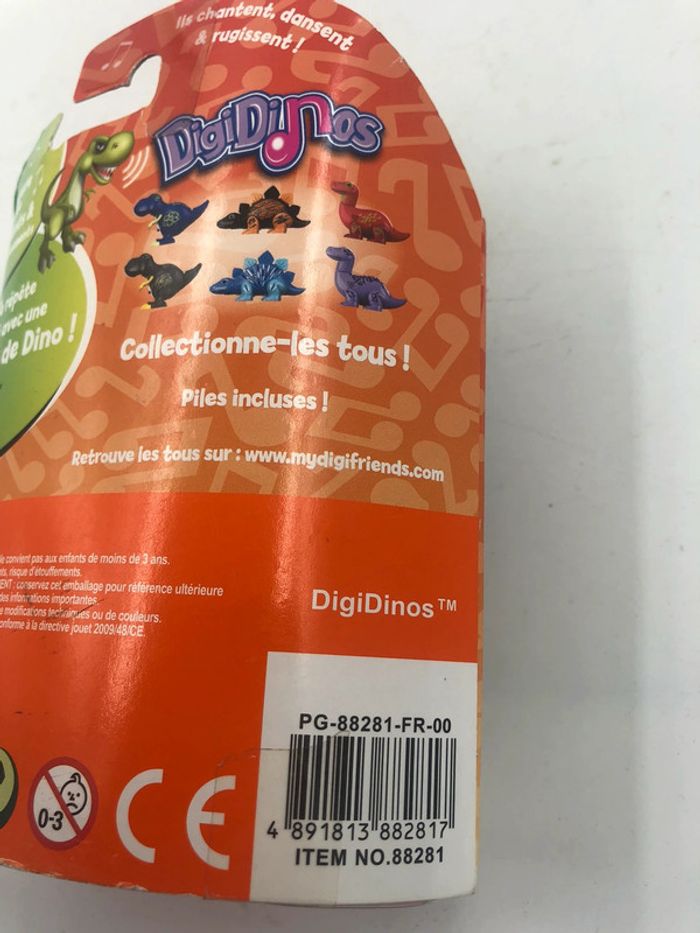 Ils chantent, dansent
& rugissent !
DigiDinos
répète
avec une
de Dino !
Collectionne-les tous !
Piles incluses !
Retrouve les tous sur : www.mydigifriends.com
convient pas aux enfants de moins de 3 ans.
risque d'étouffements.
conservez cet emballage pour référence ultérieure
des informations importantes.
modifications techniques ou de couleurs.
conforme à la directive jouet 2009/48/CE.
DigiDinos™
PG-88281-FR-00
4 891813 882817
ITEM NO.88281
0-3
CE